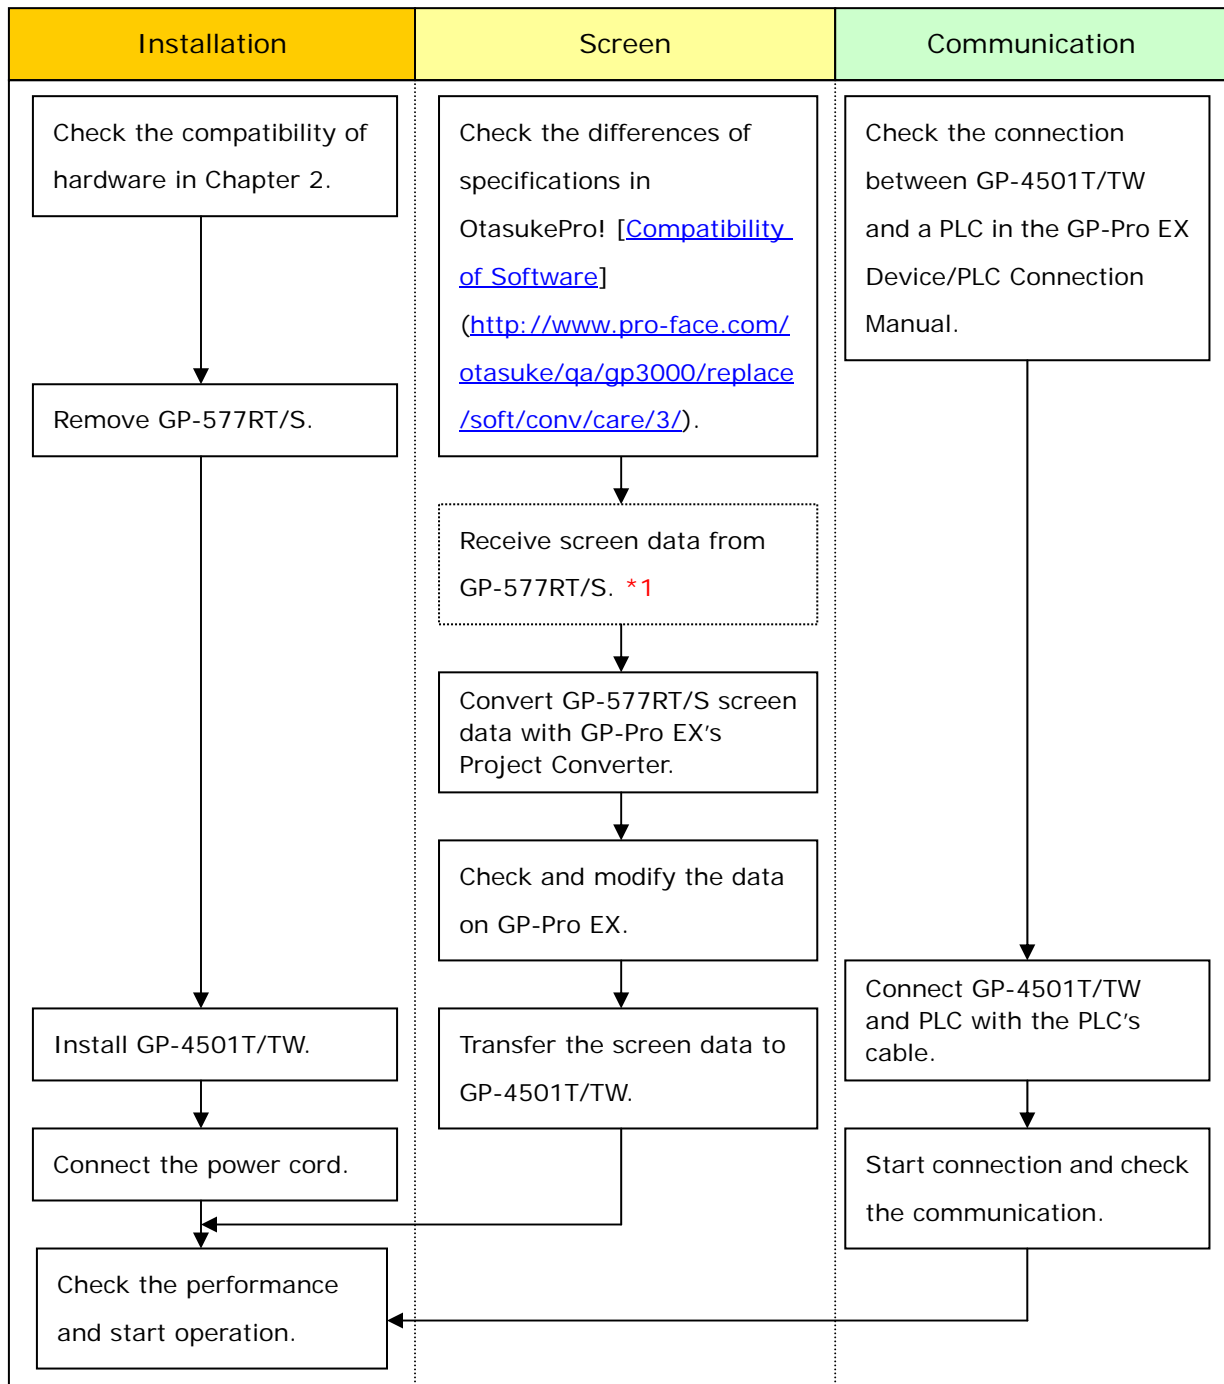 Installation
Screen
Communication
Check the compatibility of
hardware in Chapter 2.
Remove GP-577RT/S.
Install GP-4501T/TW.
Connect the power cord.
Check the performance
and start operation.
Check the differences of
specifications in
OtasukePro! [Compatibility
of Software]
(http://www.pro-face.com/
otasuke/qa/gp3000/replace
/soft/conv/care/3/).
Receive screen data from
GP-577RT/S. *1
Convert GP-577RT/S screen
data with GP-Pro EX's
Project Converter.
Check and modify the data
on GP-Pro EX.
Transfer the screen data to
GP-4501T/TW.
Check the connection
between GP-4501T/TW
and a PLC in the GP-Pro EX
Device/PLC Connection
Manual.
Connect GP-4501T/TW
and PLC with the PLC's
cable.
Start connection and check
the communication.